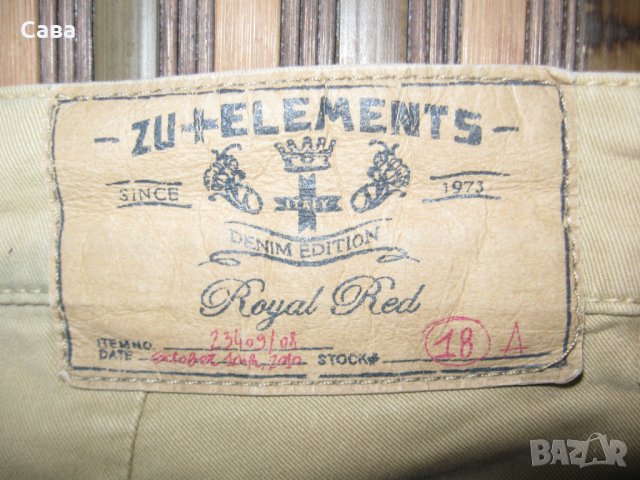 Сава
- ZU+ELEMENTS -
SINCE 1973
DENIM EDITION
Royal Red
ITEM NO. 23409/08
DATE October 10th, 2010 STOCK# 18 A
BAZAR